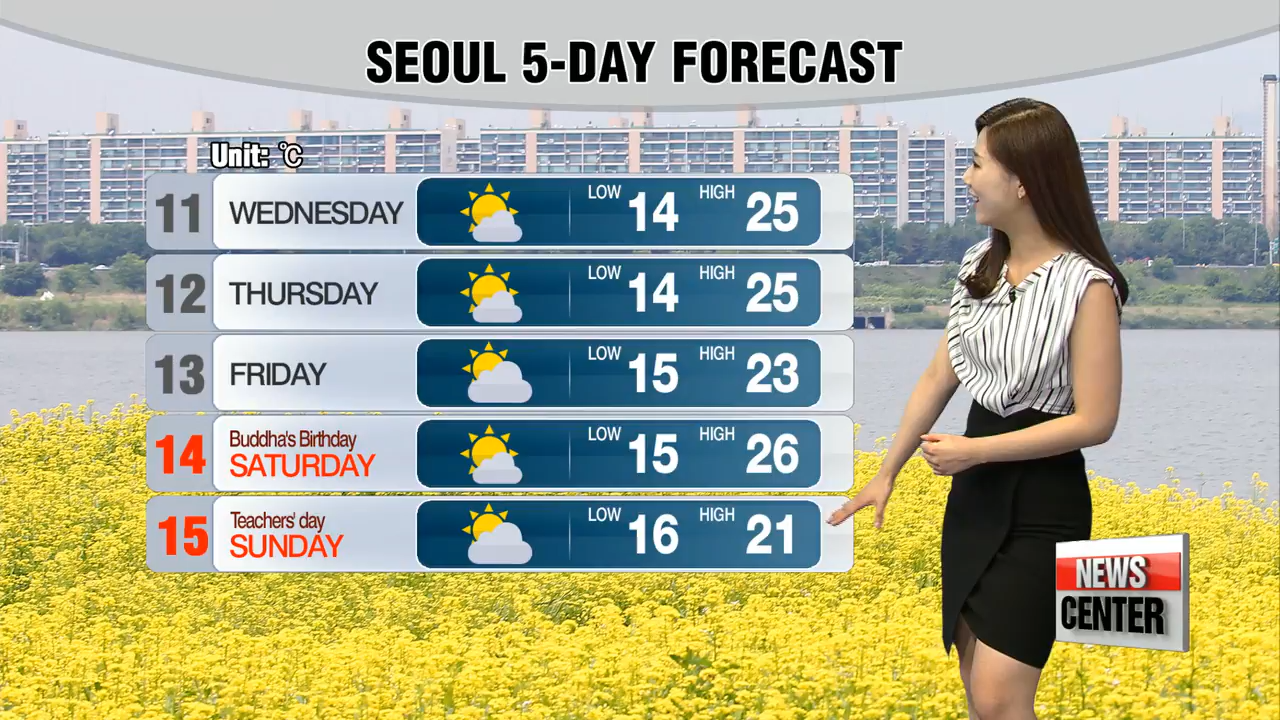 SEOUL 5-DAY FORECAST
Unit: ℃
11 WEDNESDAY LOW 14 HIGH 25
12 THURSDAY LOW 14 HIGH 25
13 FRIDAY LOW 15 HIGH 23
14 Buddha's Birthday SATURDAY LOW 15 HIGH 26
15 Teachers' day SUNDAY LOW 16 HIGH 21
NEWS
CENTER